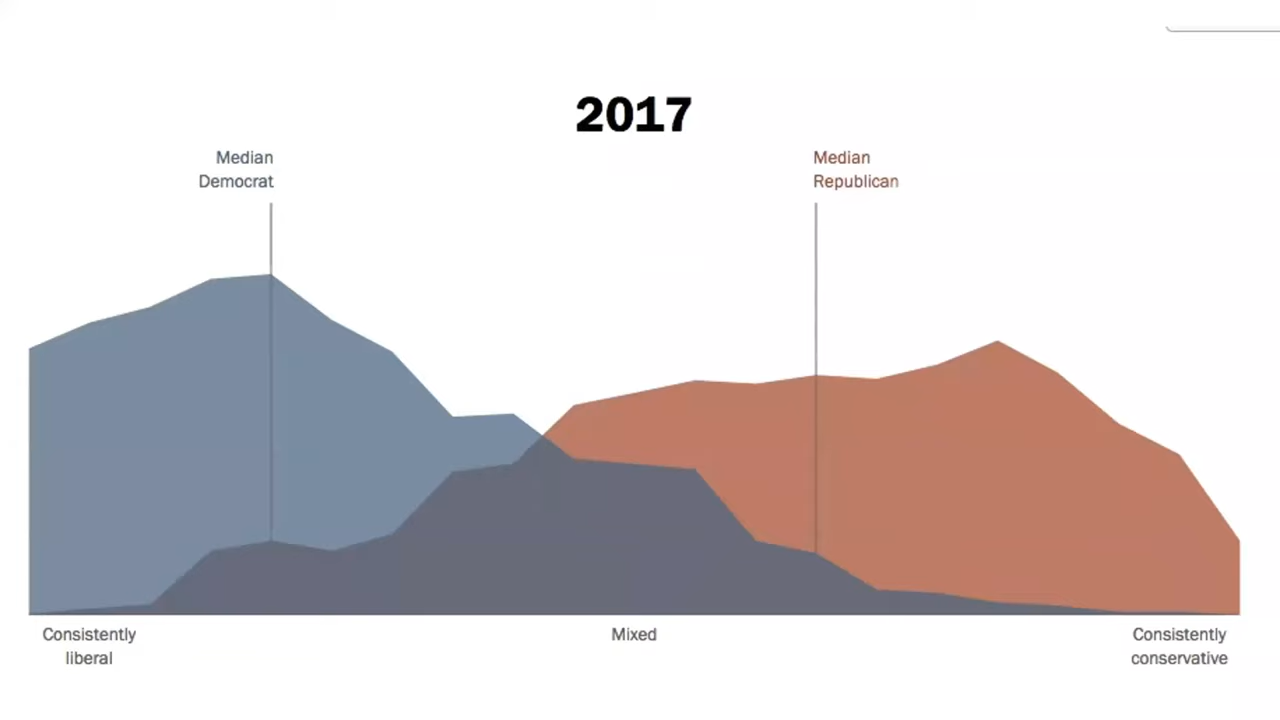 2017
Median
Democrat
Median
Republican
Consistently
liberal
Mixed
Consistently
conservative